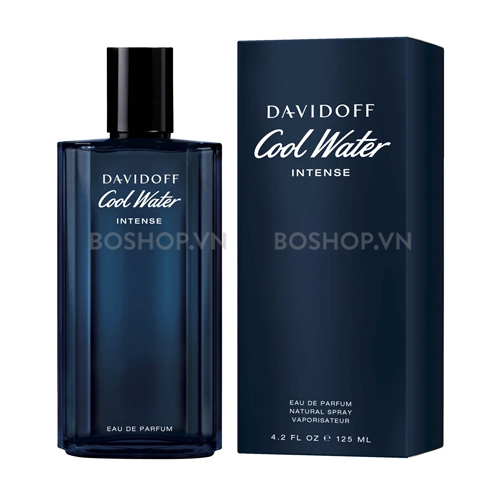 DAVIDOFF
Cool Water
INTENSE
EAU DE PARFUM
DAVIDOFF
Cool Water
INTENSE
EAU DE PARFUM
NATURAL SPRAY
VAPORISATEUR
4.2 FL OZ ℮ 125 ML
BOSHOP.VN
BOSHOP.VN